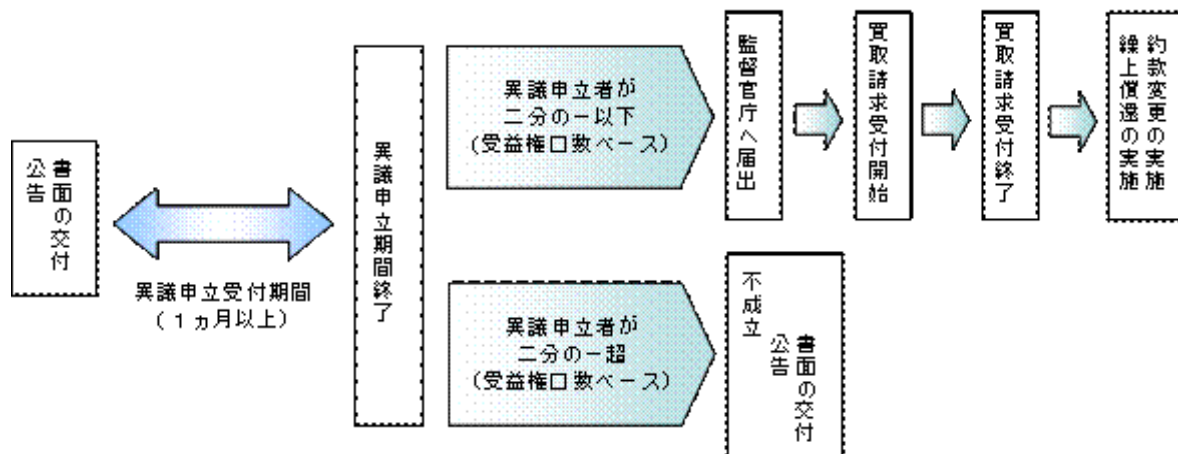 書面の交付
公告
異議申立受付期間
(1ヵ月以上)
異議申立期間終了
異議申立者が
二分の一以下
(受益権口数ベース)
監督官庁へ届出
買取請求受付開始
買取請求受付終了
約款変更の実施
繰上償還の実施
異議申立者が
二分の一超
(受益権口数ベース)
不成立
書面の交付
公告